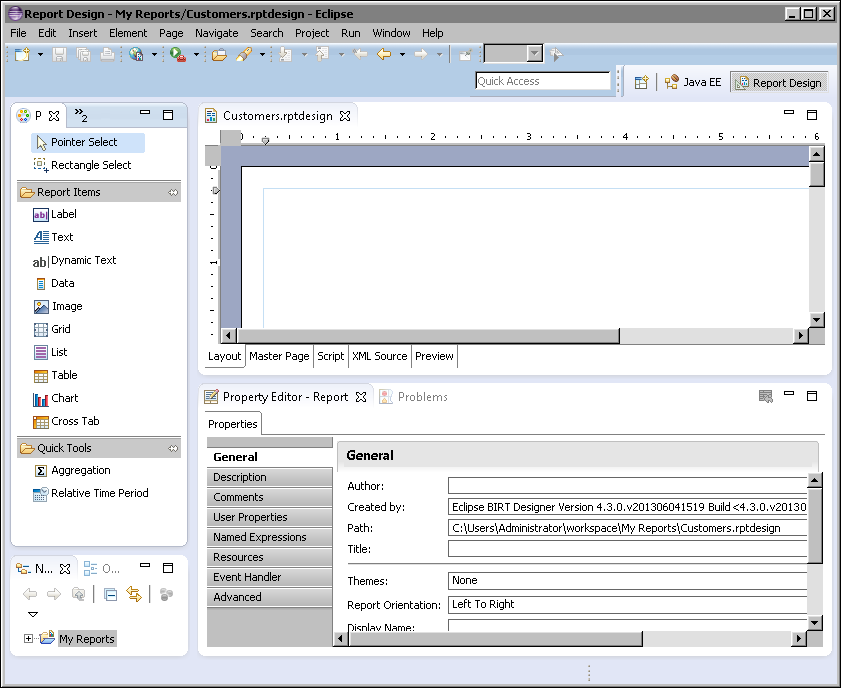 Report Design - My Reports/Customers.rptdesign - Eclipse
File Edit Insert Element Page Navigate Search Project Run Window Help
Quick Access
Java EE
Report Design
P
»2
Pointer Select
Rectangle Select
Report Items
ab| Label
A Text
ab| Dynamic Text
Data
Image
Grid
List
Table
Chart
Cross Tab
Quick Tools
Σ Aggregation
Relative Time Period
N...
O...
My Reports
Customers.rptdesign
0 1 2 3 4 5 6
1
Layout Master Page Script XML Source Preview
Property Editor - Report
Problems
Properties
General
Description
Comments
User Properties
Named Expressions
Resources
Event Handler
Advanced
General
Author:
Created by: Eclipse BIRT Designer Version 4.3.0.v201306041519 Build <4.3.0.v20130
Path: C:\Users\Administrator\workspace\My Reports\Customers.rptdesign
Title:
Themes: None
Report Orientation: Left To Right
Display Name: